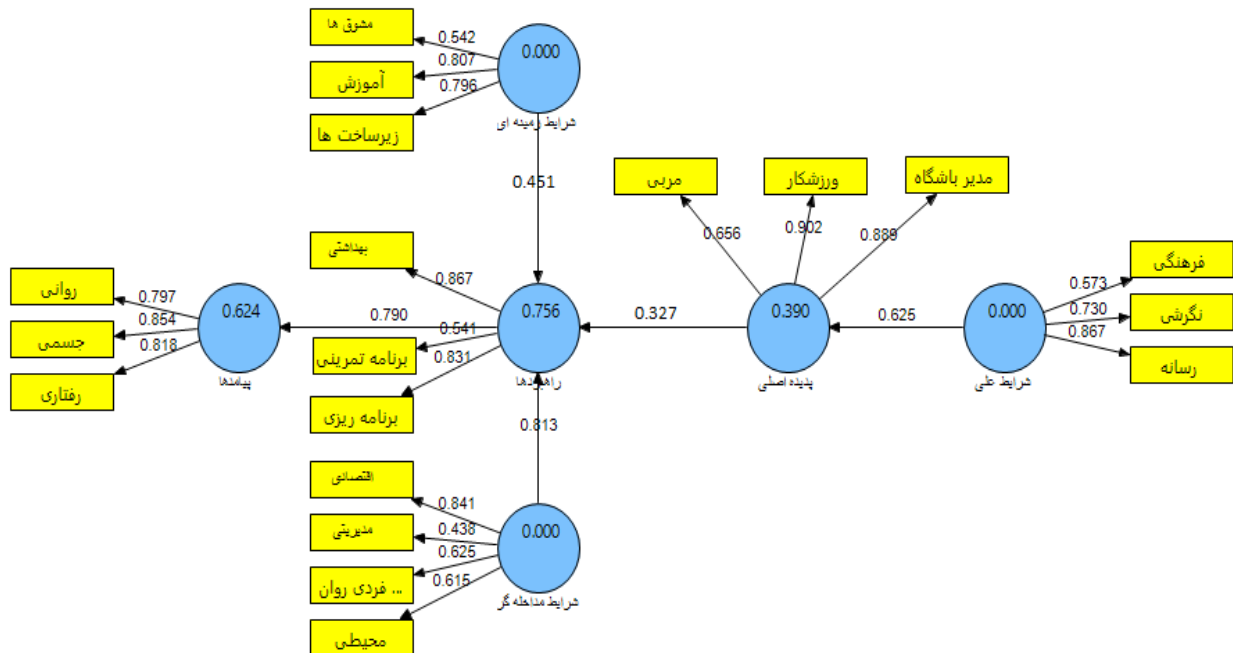 مشوق ها
0.542
آموزش
0.807
زیرساخت ها
0.796
0.000
شرایط زمینه ای
0.451
مربی
ورزشکار
مدیر باشگاه
0.656
0.902
0.889
بهداشتی
0.867
برنامه تمرینی
0.541
برنامه ریزی
0.831
0.756
راهبردها
0.327
0.390
پدیده اصلی
0.625
0.000
شرایط علی
فرهنگی
0.573
نگرشی
0.730
رسانه
0.867
روانی
0.797
جسمی
0.854
رفتاری
0.818
0.624
پیامدها
0.790
0.813
اقتصادی
0.841
مدیریتی
0.438
فردی روان ...
0.625
محیطی
0.615
0.000
شرایط مداخله گر